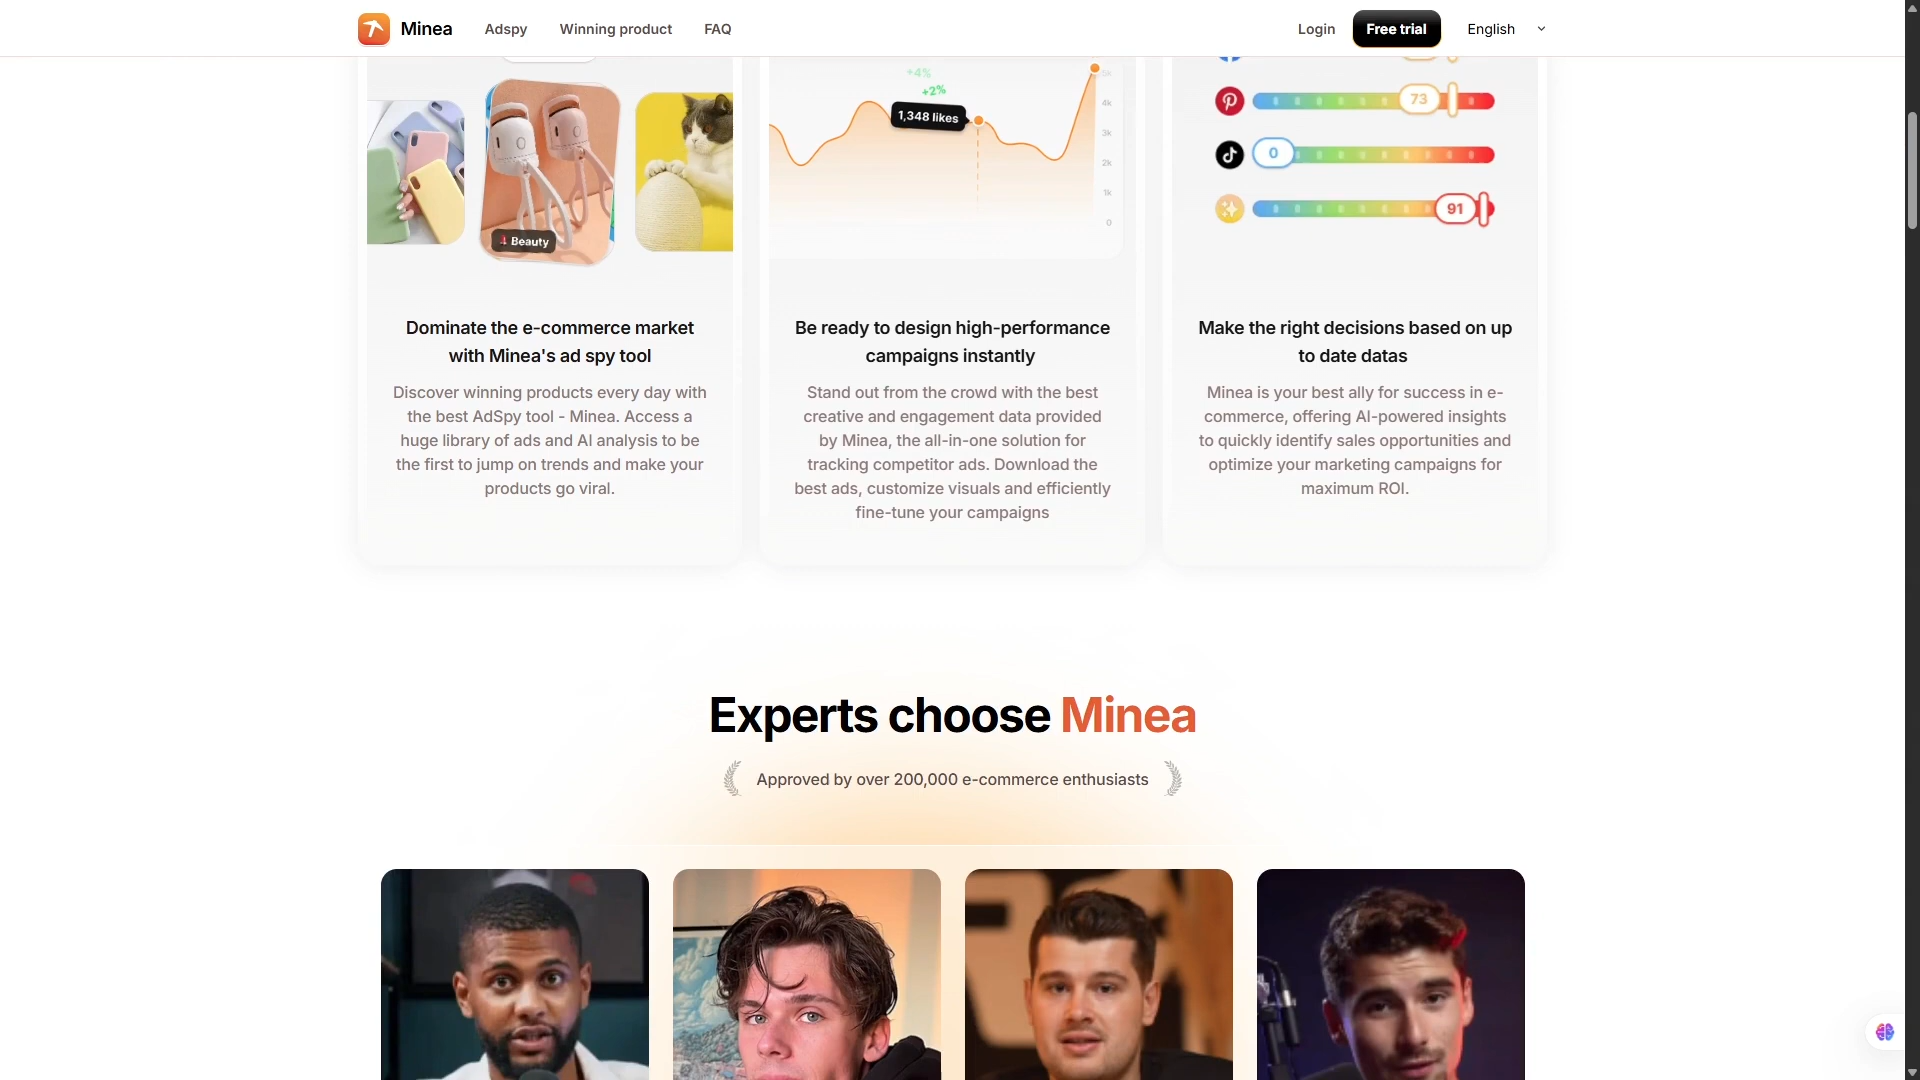 Minea
Adspy
Winning product
FAQ
Login
Free trial
English
Beauty
+4%
+2%
1,348 likes
5k
4k
3k
2k
1k
0
73
0
91
Dominate the e-commerce market
with Minea's ad spy tool
Discover winning products every day with
the best AdSpy tool - Minea. Access a
huge library of ads and AI analysis to be
the first to jump on trends and make your
products go viral.
Be ready to design high-performance
campaigns instantly
Stand out from the crowd with the best
creative and engagement data provided
by Minea, the all-in-one solution for
tracking competitor ads. Download the
best ads, customize visuals and efficiently
fine-tune your campaigns
Make the right decisions based on up
to date datas
Minea is your best ally for success in e-
commerce, offering AI-powered insights
to quickly identify sales opportunities and
optimize your marketing campaigns for
maximum ROI.
Experts choose Minea
Approved by over 200,000 e-commerce enthusiasts